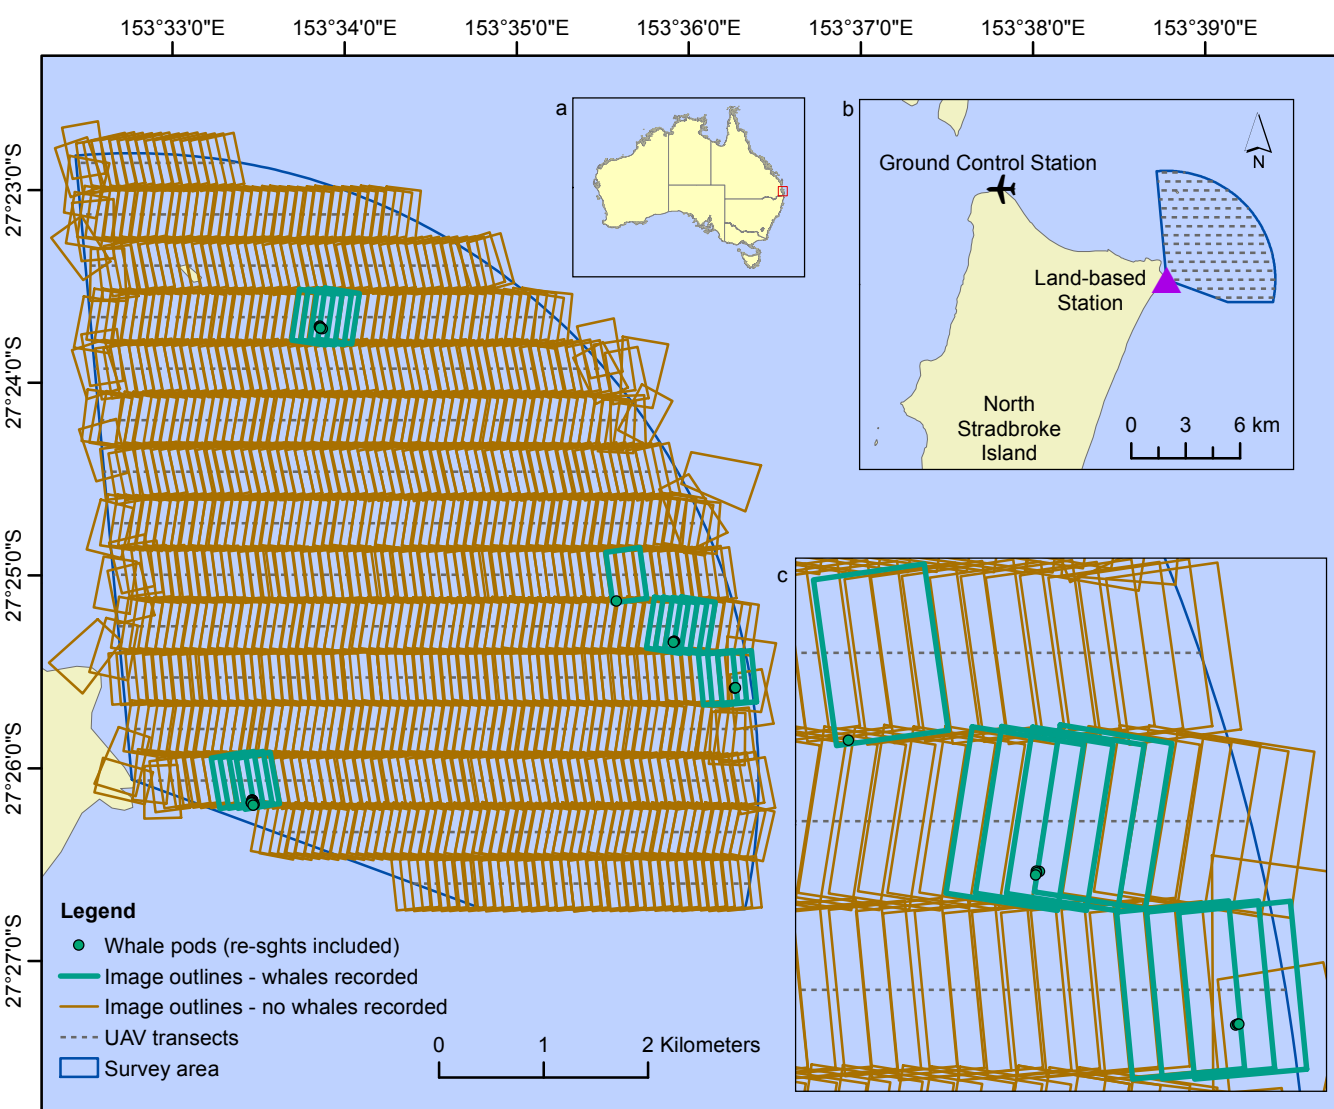 153°33'0"E
153°34'0"E
153°35'0"E
153°36'0"E
153°37'0"E
153°38'0"E
153°39'0"E
27°23'0"S
27°24'0"S
27°25'0"S
27°26'0"S
27°27'0"S
a
b
Ground Control Station
N
Land-based
Station
North
Stradbroke
Island
0 3 6 km
c
Legend
Whale pods (re-sghts included)
Image outlines - whales recorded
Image outlines - no whales recorded
UAV transects
Survey area
0 1 2 Kilometers